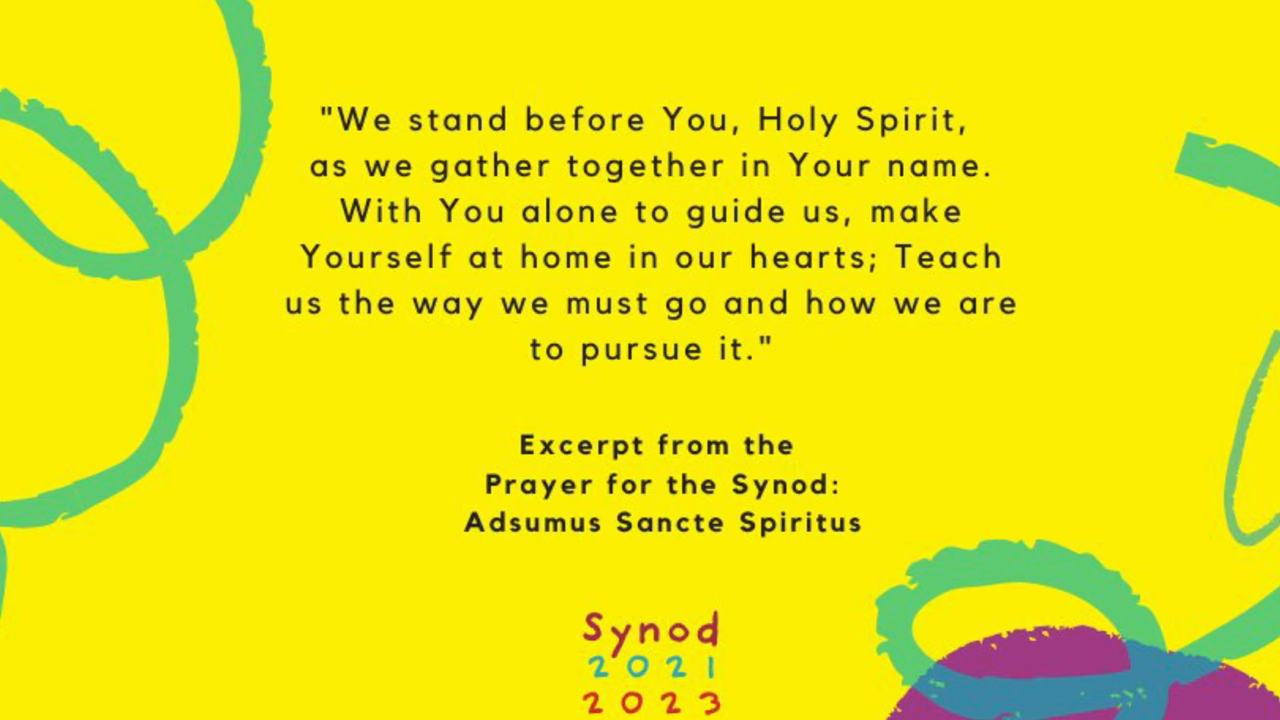 "We stand before You, Holy Spirit,
as we gather together in Your name.
With You alone to guide us, make
Yourself at home in our hearts; Teach
us the way we must go and how we are
to pursue it."
Excerpt from the
Prayer for the Synod:
Adsumus Sancte Spiritus
Synod
2021
2023